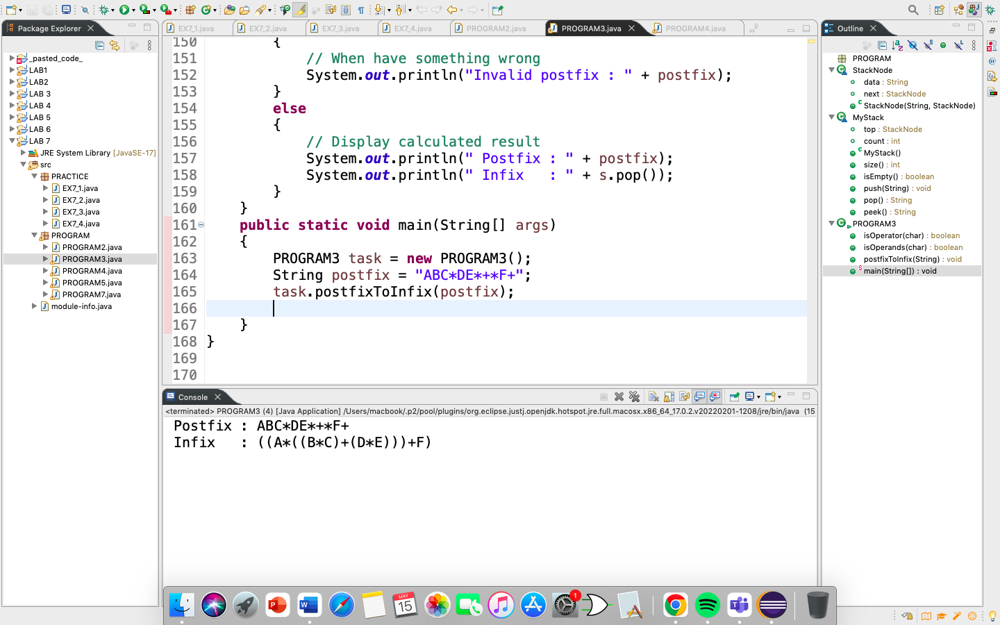 EX7_1.java
EX7_2.java
EX7_3.java
EX7_4.java
PROGRAM2.java
PROGRAM3.java
PROGRAM4.java
Package Explorer
_pasted_code_
LAB1
LAB2
LAB 3
LAB 4
LAB 5
LAB 6
LAB 7
JRE System Library [JavaSE-17]
src
PRACTICE
EX7_1.java
EX7_2.java
EX7_3.java
EX7_4.java
PROGRAM
PROGRAM2.java
PROGRAM3.java
PROGRAM4.java
PROGRAM5.java
PROGRAM7.java
module-info.java
150 {
151 // When have something wrong
152 System.out.println("Invalid postfix : " + postfix);
153 }
154 else
155 {
156 // Display calculated result
157 System.out.println(" Postfix : " + postfix);
158 System.out.println(" Infix   : " + s.pop());
159 }
160 }
161 public static void main(String[] args)
162 {
163 PROGRAM3 task = new PROGRAM3();
164 String postfix = "ABC*DE*+*F+";
165 task.postfixToInfix(postfix);
166
167 }
168 }
169
170
Console
<terminated> PROGRAM3 (4) [Java Application] /Users/macbook/.p2/pool/plugins/org.eclipse.justj.openjdk.hotspot.jre.full.macosx.x86_64_17.0.2.v20220201-1208/jre/bin/java (15
Postfix : ABC*DE*+*F+
Infix   : ((A*((B*C)+(D*E)))+F)
Outline
PROGRAM
StackNode
data : String
next : StackNode
StackNode(String, StackNode)
MyStack
top : StackNode
count : int
MyStack()
size() : int
isEmpty() : boolean
push(String) : void
pop() : String
peek() : String
PROGRAM3
isOperator(char) : boolean
isOperands(char) : boolean
postfixToInfix(String) : void
main(String[]) : void
MAY
15
1